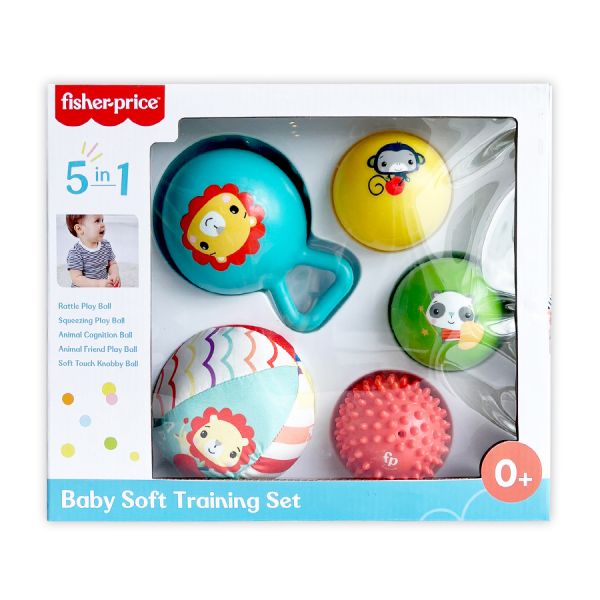 fisher-price
5 in 1
Rattle Play Ball
Squeezing Play Ball
Animal Cognition Ball
Animal Friend Play Ball
Soft Touch Knobby Ball
fp
0+
Baby Soft Training Set